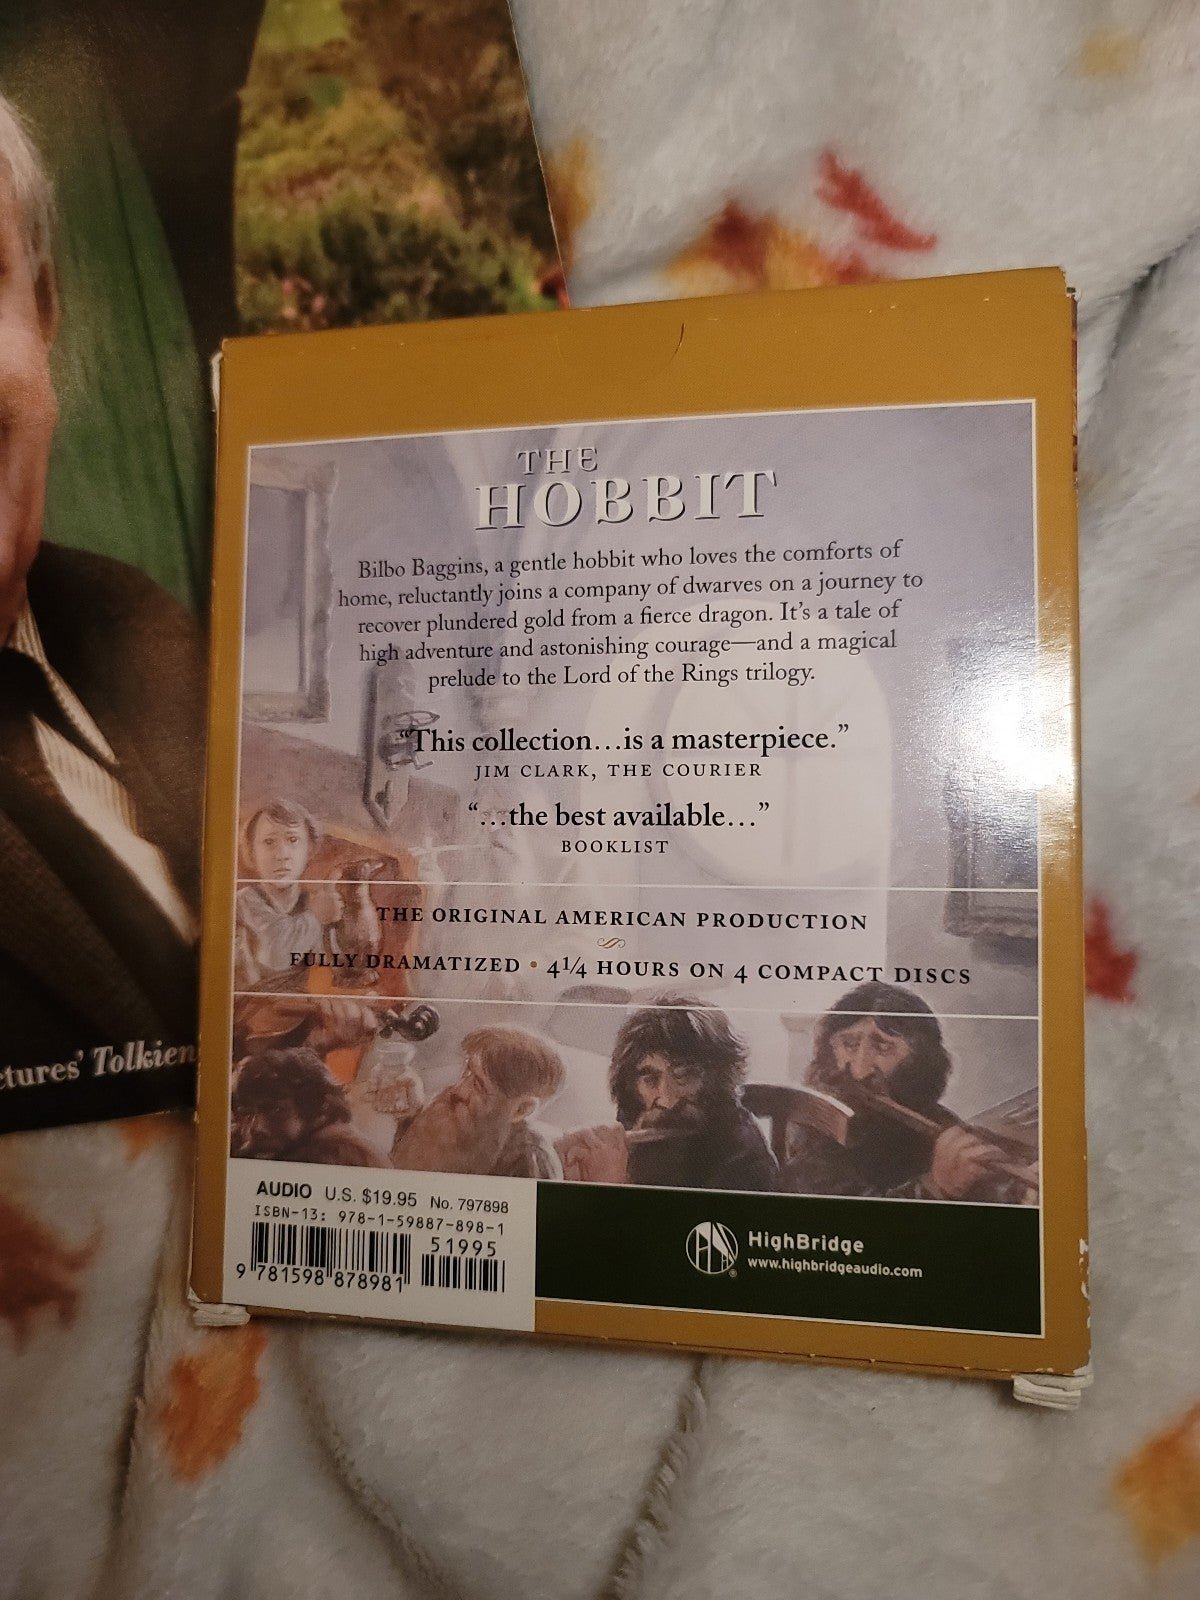 THE
HOBBIT
Bilbo Baggins, a gentle hobbit who loves the comforts of
home, reluctantly joins a company of dwarves on a journey to
recover plundered gold from a fierce dragon. It's a tale of
high adventure and astonishing courage—and a magical
prelude to the Lord of the Rings trilogy.
“This collection…is a masterpiece.”
JIM CLARK, THE COURIER
“…the best available…”
BOOKLIST
THE ORIGINAL AMERICAN PRODUCTION
FULLY DRAMATIZED • 4¼ HOURS ON 4 COMPACT DISCS
ctures’ Tolkien
AUDIO U.S. $19.95 No. 797898
ISBN-13: 978-1-59887-898-1
51995
9 781598 878981
HighBridge
www.highbridgeaudio.com